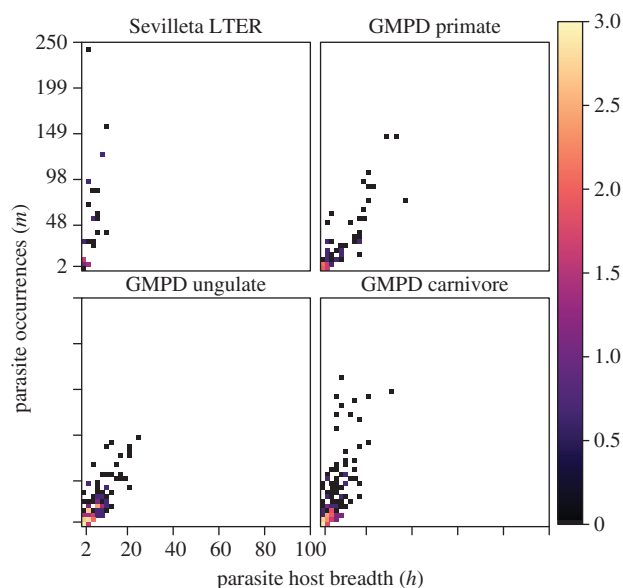 Sevilleta LTER
GMPD primate
250
199
149
98
48
2
GMPD ungulate
GMPD carnivore
parasite occurrences (m)
2 20 40 60 80 100
0
parasite host breadth (h)
3.0
2.5
2.0
1.5
1.0
0.5
0